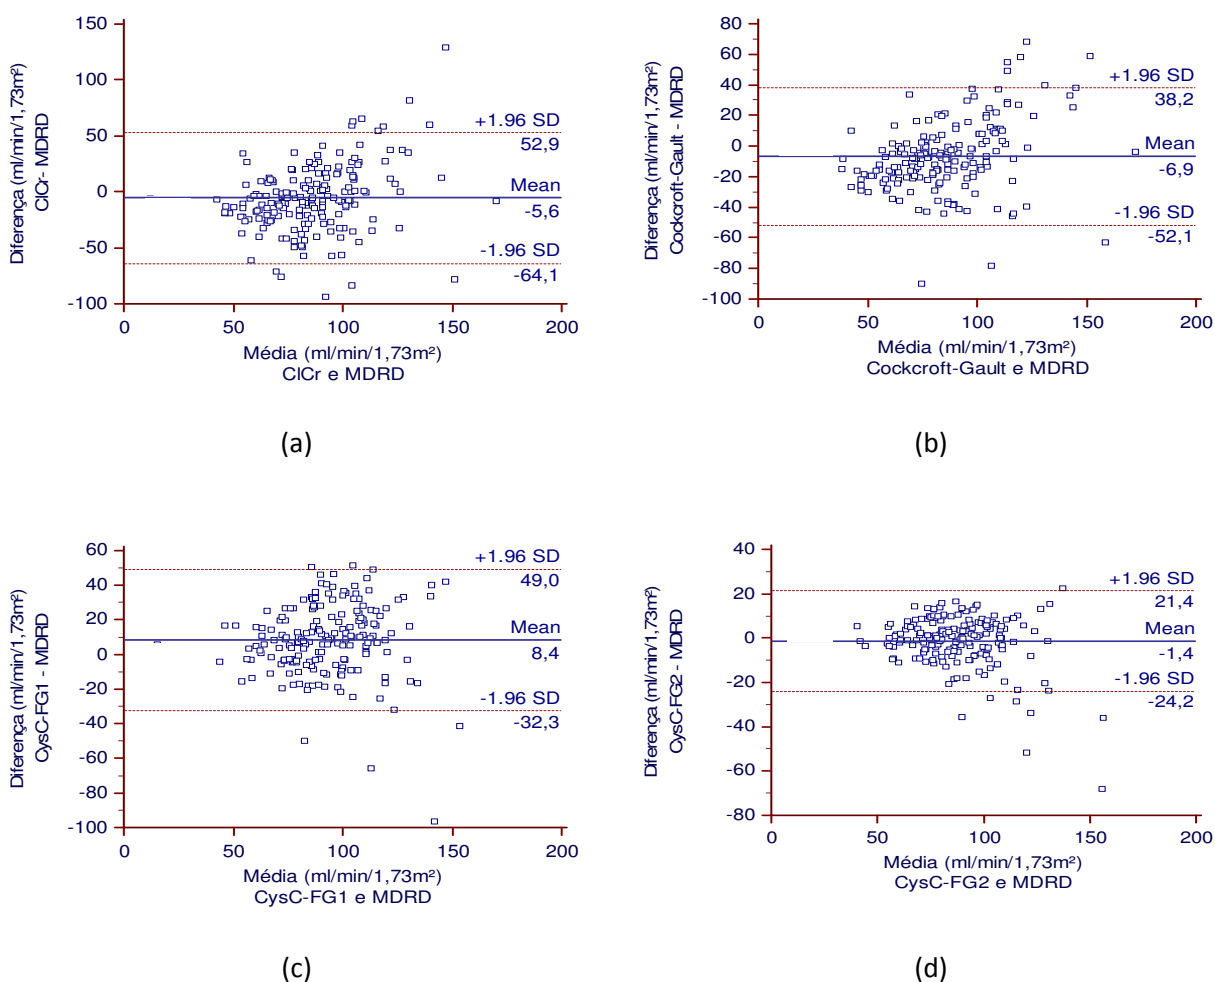 150
100
50
0
-50
-100
Diferença (ml/min/1,73m²)
ClCr- MDRD
+1.96 SD
52,9
Mean
-5,6
-1.96 SD
-64,1
0 50 100 150 200
Média (ml/min/1,73m²)
ClCr e MDRD
(a)
80
60
40
20
0
-20
-40
-60
-80
-100
Diferença (ml/min/1,73m²)
Cockcroft-Gault - MDRD
+1.96 SD
38,2
Mean
-6,9
-1.96 SD
-52,1
0 50 100 150 200
Média (ml/min/1,73m²)
Cockcroft-Gault e MDRD
(b)
60
40
20
0
-20
-40
-60
-80
-100
Diferença (ml/min/1,73m²)
CysC-FG1 - MDRD
+1.96 SD
49,0
Mean
8,4
-1.96 SD
-32,3
0 50 100 150 200
Média (ml/min/1,73m²)
CysC-FG1 e MDRD
(c)
40
20
0
-20
-40
-60
-80
Diferença (ml/min/1,73m²)
CysC-FG2 - MDRD
+1.96 SD
21,4
Mean
-1,4
-1.96 SD
-24,2
0 50 100 150 200
Média (ml/min/1,73m²)
CysC-FG2 e MDRD
(d)